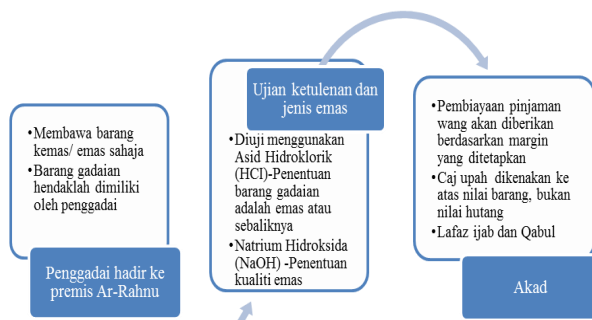 •Membawa barang
kemas/ emas sahaja
•Barang gadaian
hendaklah dimiliki
oleh penggadai
Penggadai hadir ke
premis Ar-Rahnu
Ujian ketulenan dan
jenis emas
•Diuji menggunakan
Asid Hidroklorik
(HCI)-Penentuan
barang gadaian
adalah emas atau
sebaliknya
•Natrium Hidroksida
(NaOH) -Penentuan
kualiti emas
•Pembiayaan pinjaman
wang akan diberikan
berdasarkan margin
yang ditetapkan
•Caj upah dikenakan ke
atas nilai barang, bukan
nilai hutang
•Lafaz ijab dan Qabul
Akad